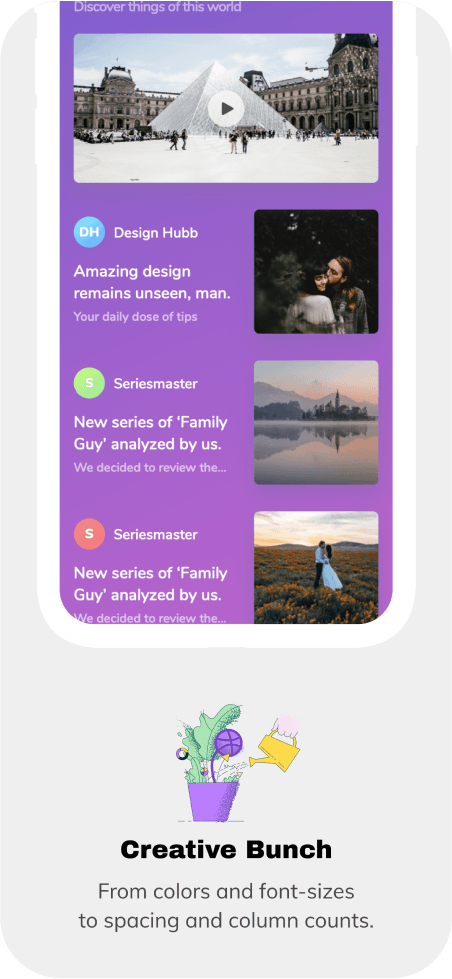 Discover things of this world
DH Design Hubb
Amazing design
remains unseen, man.
Your daily dose of tips
S Seriesmaster
New series of ‘Family
Guy’ analyzed by us.
We decided to review the...
S Seriesmaster
New series of ‘Family
Guy’ analyzed by us.
We decided to review the...
Creative Bunch
From colors and font-sizes
to spacing and column counts.